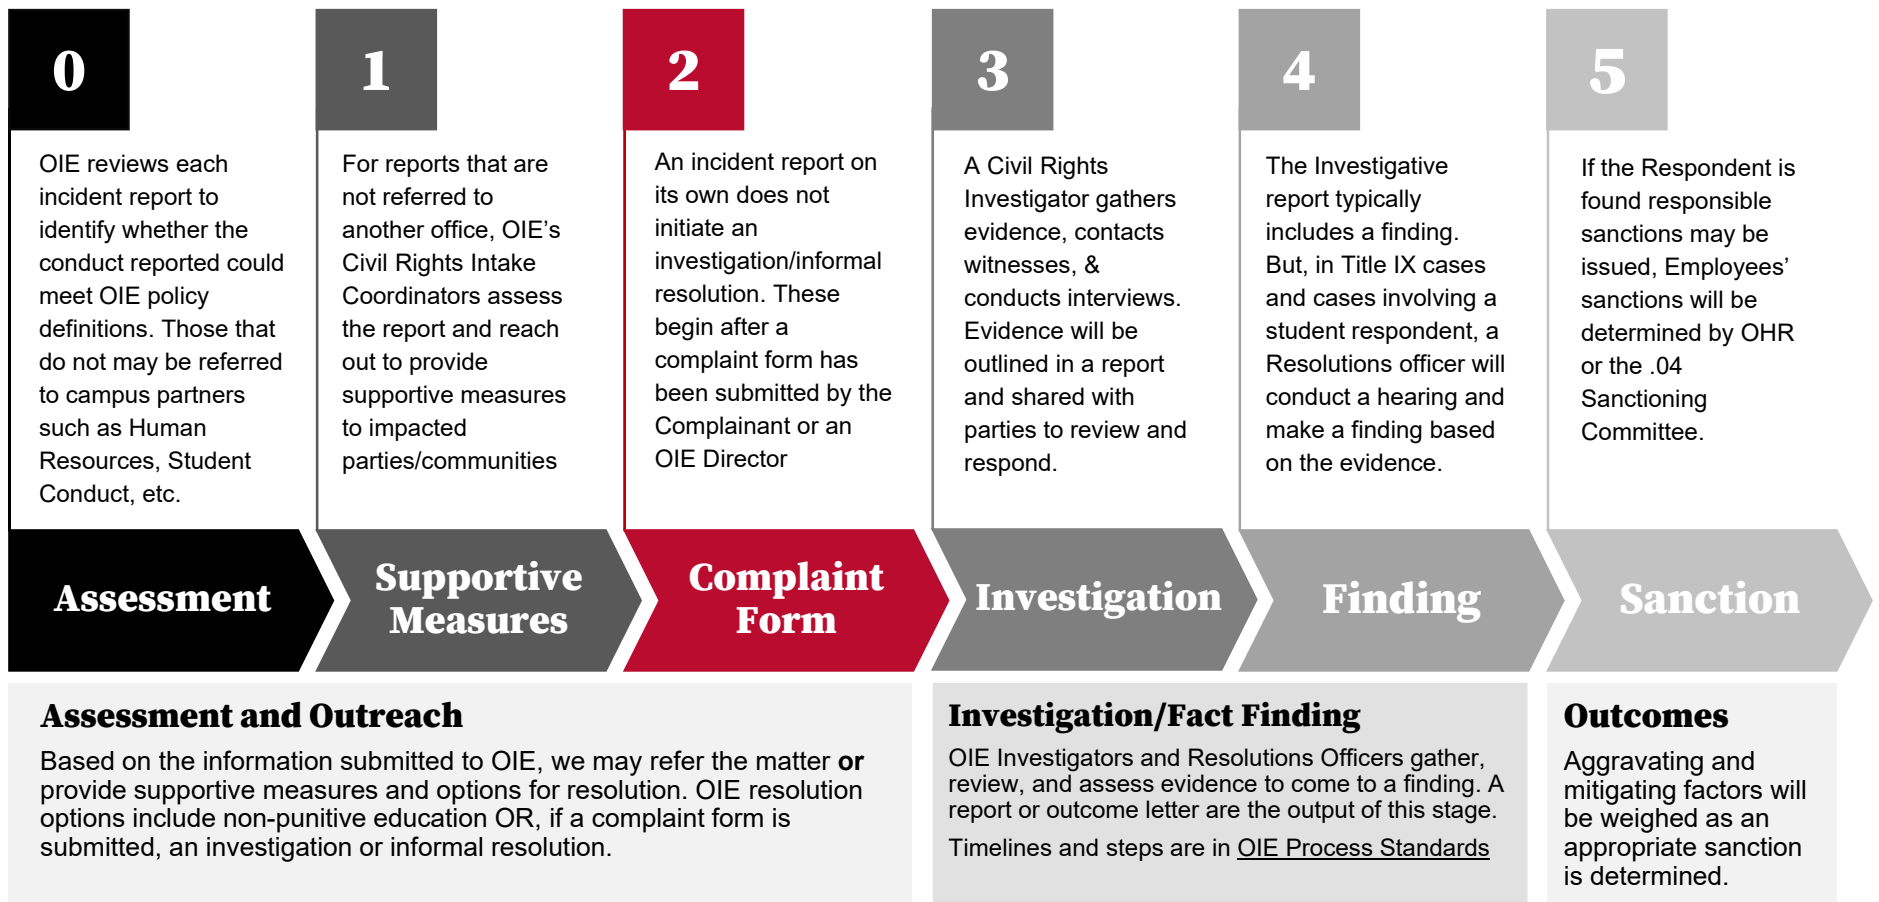 0
OIE reviews each
incident report to
identify whether the
conduct reported could
meet OIE policy
definitions. Those that
do not may be referred
to campus partners
such as Human
Resources, Student
Conduct, etc.
Assessment
1
For reports that are
not referred to
another office, OIE’s
Civil Rights Intake
Coordinators assess
the report and reach
out to provide
supportive measures
to impacted
parties/communities
Supportive
Measures
2
An incident report on
its own does not
initiate an
investigation/informal
resolution. These
begin after a
complaint form has
been submitted by the
Complainant or an
OIE Director
Complaint
Form
3
A Civil Rights
Investigator gathers
evidence, contacts
witnesses, &
conducts interviews.
Evidence will be
outlined in a report
and shared with
parties to review and
respond.
Investigation
4
The Investigative
report typically
includes a finding.
But, in Title IX cases
and cases involving a
student respondent, a
Resolutions officer will
conduct a hearing and
make a finding based
on the evidence.
Finding
5
If the Respondent is
found responsible
sanctions may be
issued, Employees’
sanctions will be
determined by OHR
or the .04
Sanctioning
Committee.
Sanction
Assessment and Outreach
Based on the information submitted to OIE, we may refer the matter or
provide supportive measures and options for resolution. OIE resolution
options include non-punitive education OR, if a complaint form is
submitted, an investigation or informal resolution.
Investigation/Fact Finding
OIE Investigators and Resolutions Officers gather,
review, and assess evidence to come to a finding. A
report or outcome letter are the output of this stage.
Timelines and steps are in OIE Process Standards
Outcomes
Aggravating and
mitigating factors will
be weighed as an
appropriate sanction
is determined.